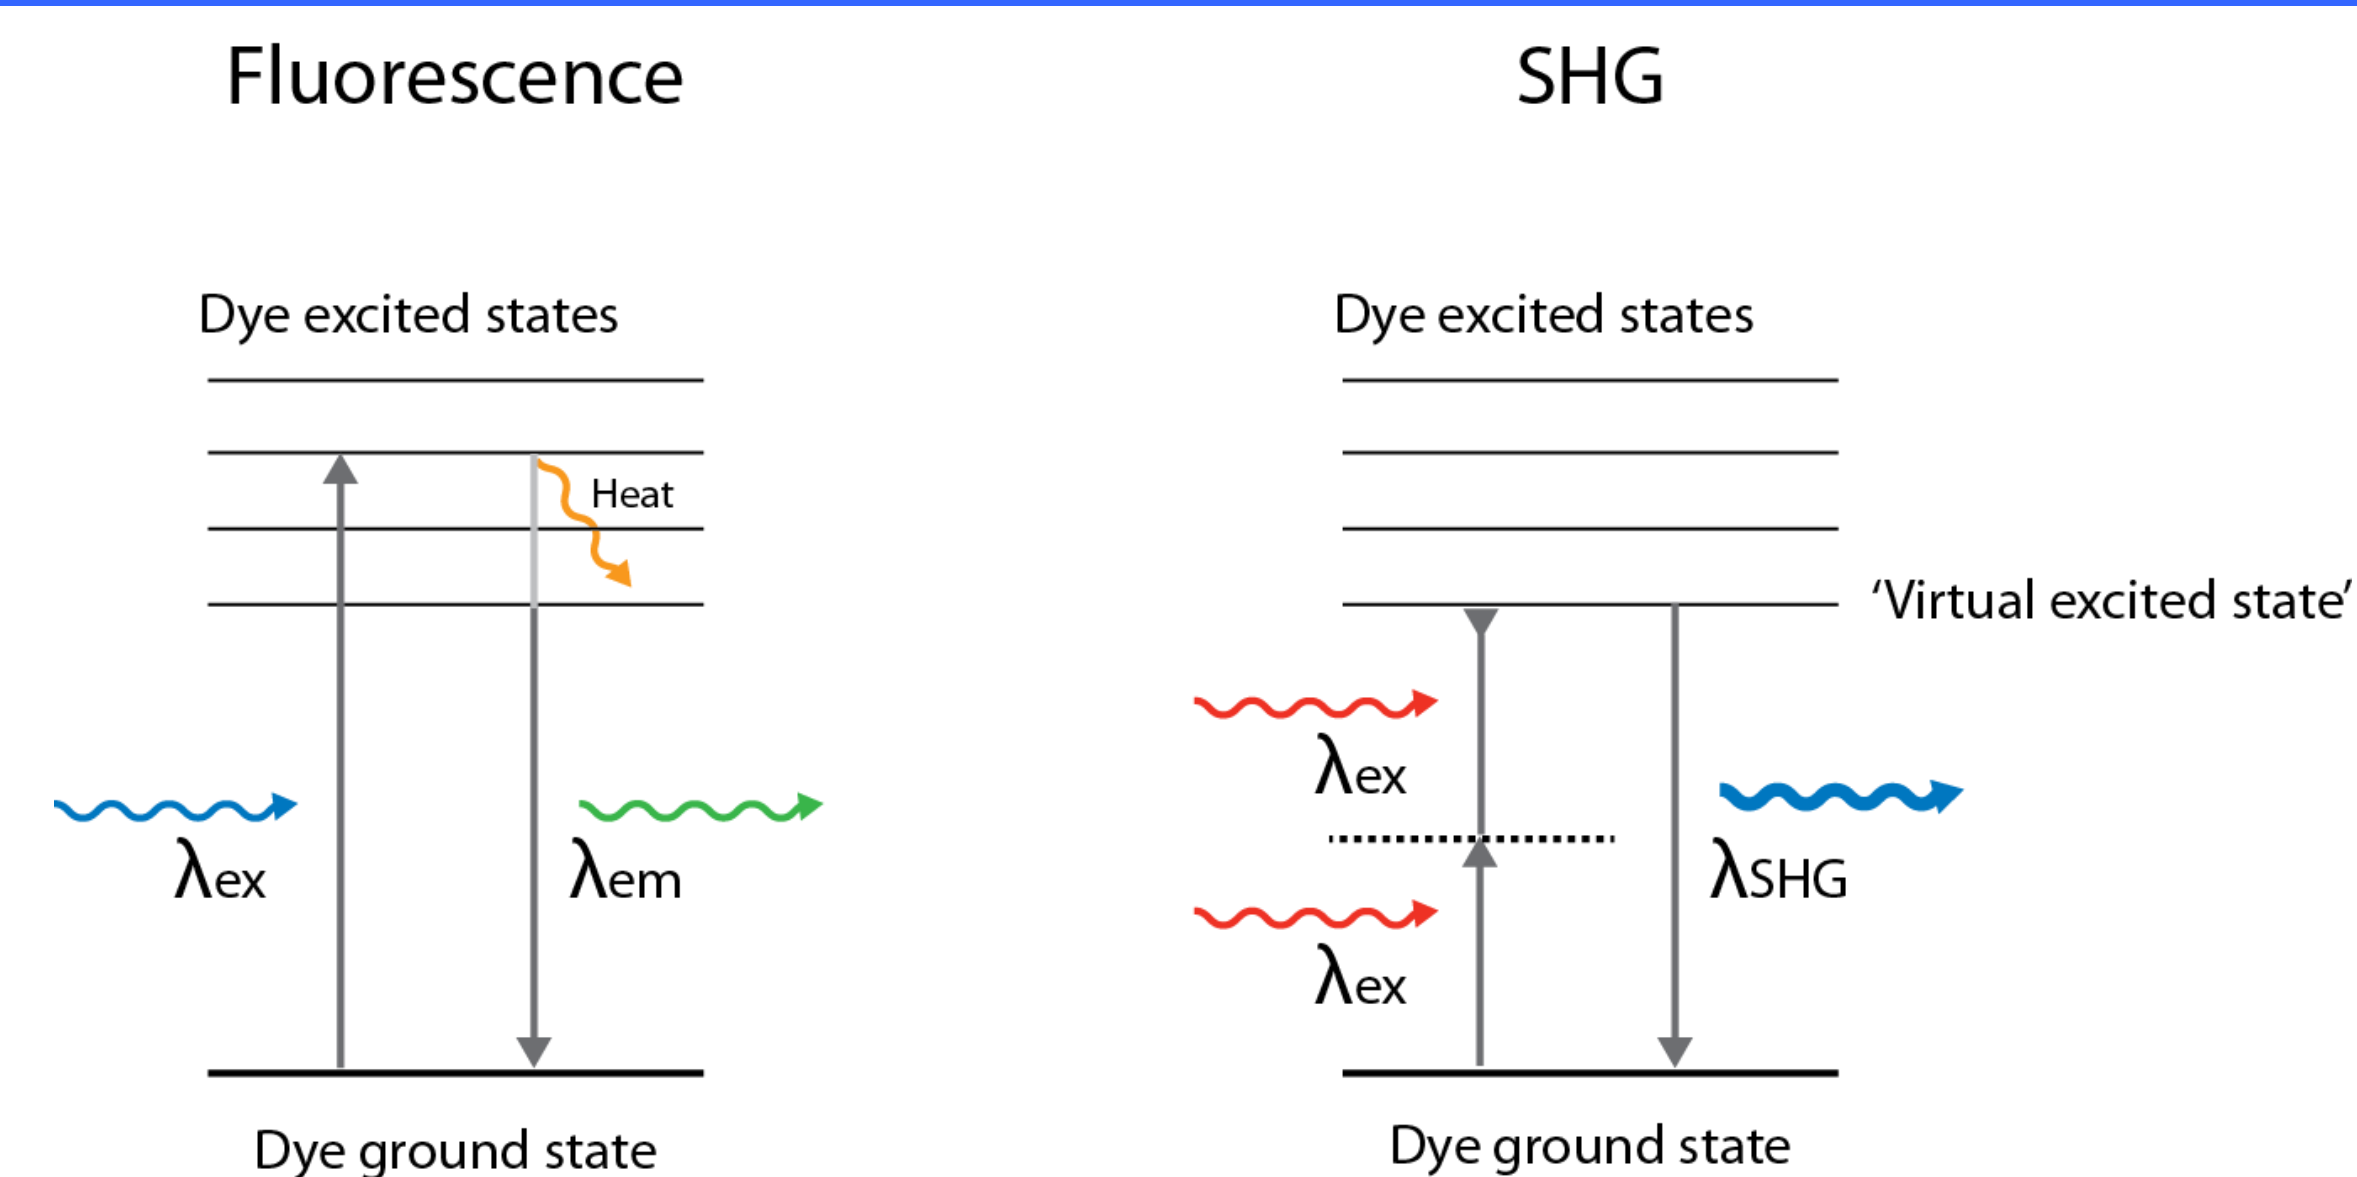 Fluorescence
Dye excited states
Heat
λex
λem
Dye ground state
SHG
Dye excited states
'Virtual excited state'
λex
λex
λSHG
Dye ground state